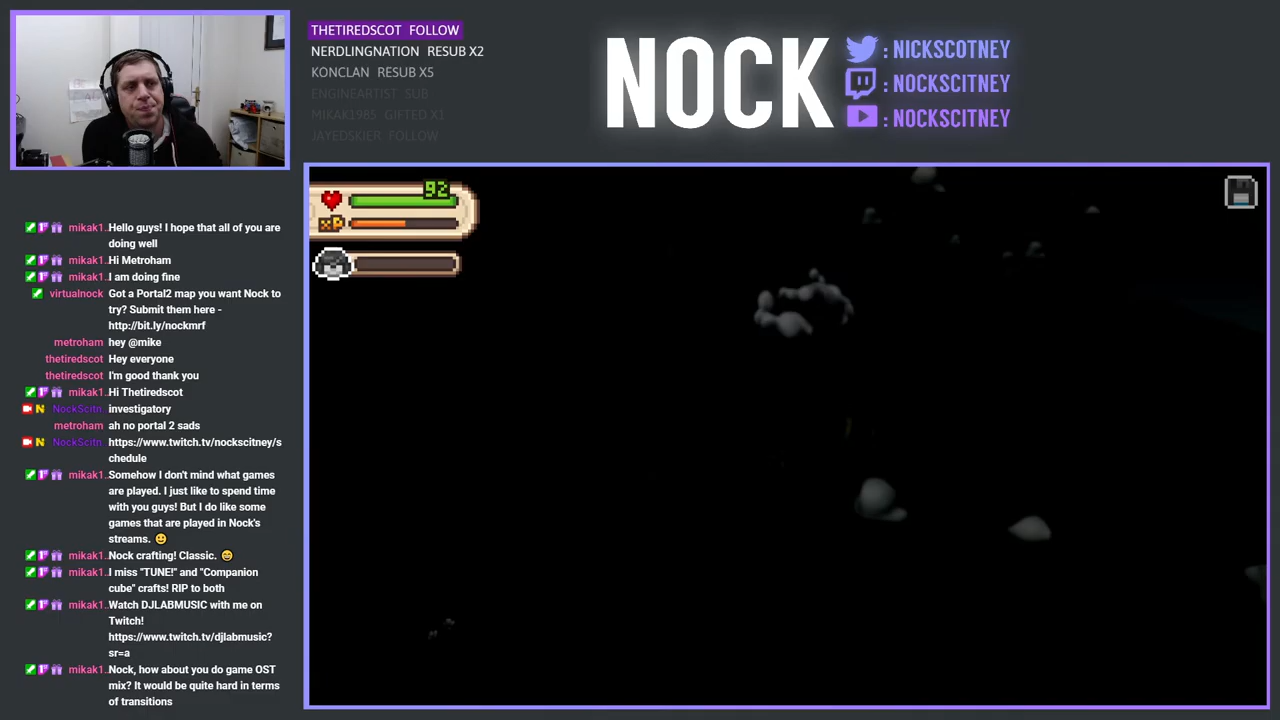 THETIREDSCOT FOLLOW
NERDLINGNATION RESUB X2
KONCLAN RESUB X5
ENGINEARTIST SUB
MIKAK1985 GIFTED X1
JAYEDSKIER FOLLOW
NOCK
: NICKSCOTNEY
: NOCKSCITNEY
: NOCKSCITNEY
92
XP
mikak1..Hello guys! I hope that all of you are
doing well
mikak1..Hi Metroham
mikak1..I am doing fine
virtualnock Got a Portal2 map you want Nock to
try? Submit them here -
http://bit.ly/nockmrf
metroham hey @mike
thetiredscot Hey everyone
thetiredscot I'm good thank you
mikak1..Hi Thetiredscot
N NockScitn.. investigatory
metroham ah no portal 2 sads
N NockScitn.. https://www.twitch.tv/nockscitney/s
chedule
mikak1..Somehow I don't mind what games
are played. I just like to spend time
with you guys! But I do like some
games that are played in Nock's
streams. 🙂
mikak1..Nock crafting! Classic. 😄
mikak1..I miss "TUNE!" and "Companion
cube" crafts! RIP to both
mikak1..Watch DJLABMUSIC with me on
Twitch!
https://www.twitch.tv/djlabmusic?
sr=a
mikak1..Nock, how about you do game OST
mix? It would be quite hard in terms
of transitions